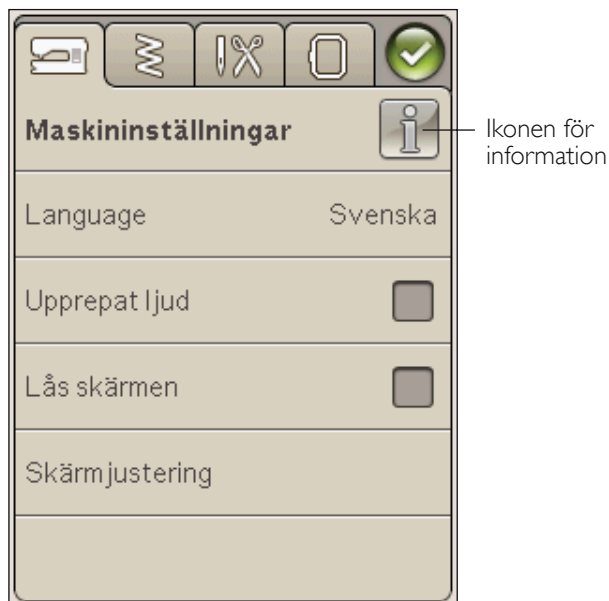 Maskininställningar
Ikonen för
information
Language Svenska
Upprepat ljud
Lås skärmen
Skärmjustering